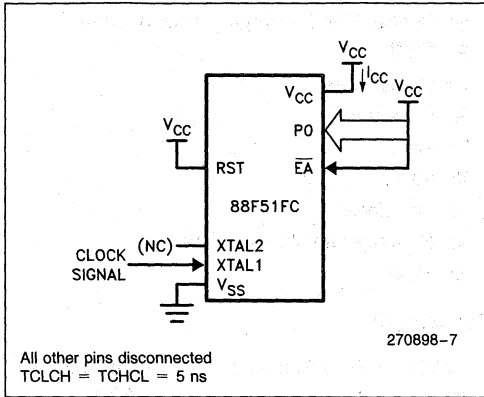 VCC
ICC
VCC
VCC
VCC
P0
RST
EA
88F51FC
(NC)
XTAL2
CLOCK
SIGNAL
XTAL1
VSS
270898-7
All other pins disconnected
TCLCH = TCHCL = 5 ns